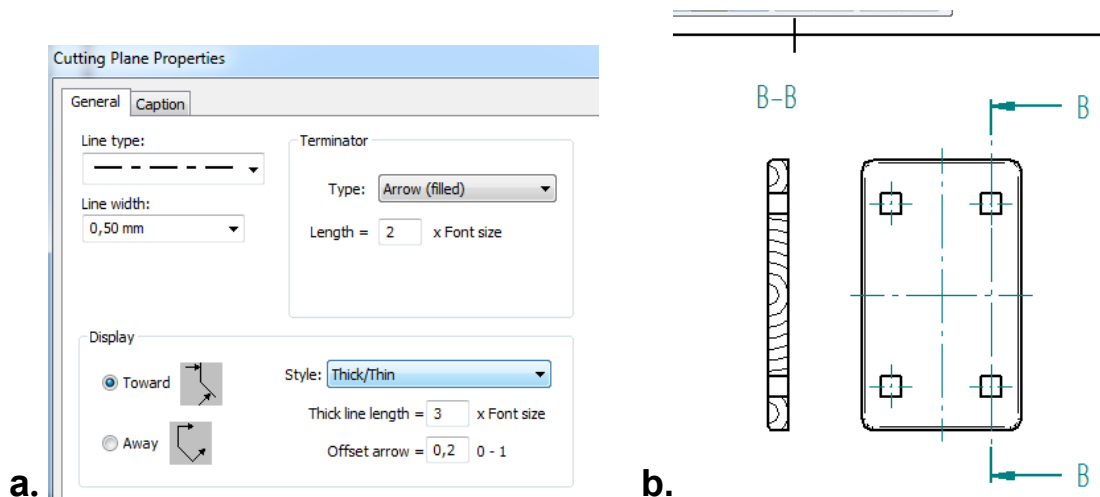 Cutting Plane Properties
General Caption
Line type:
Line width:
0,50 mm
Terminator
Type: Arrow (filled)
Length = 2 x Font size
Display
Toward
Away
Style: Thick/Thin
Thick line length = 3 x Font size
Offset arrow = 0,2 0 - 1
a.
B-B
B
B
b.